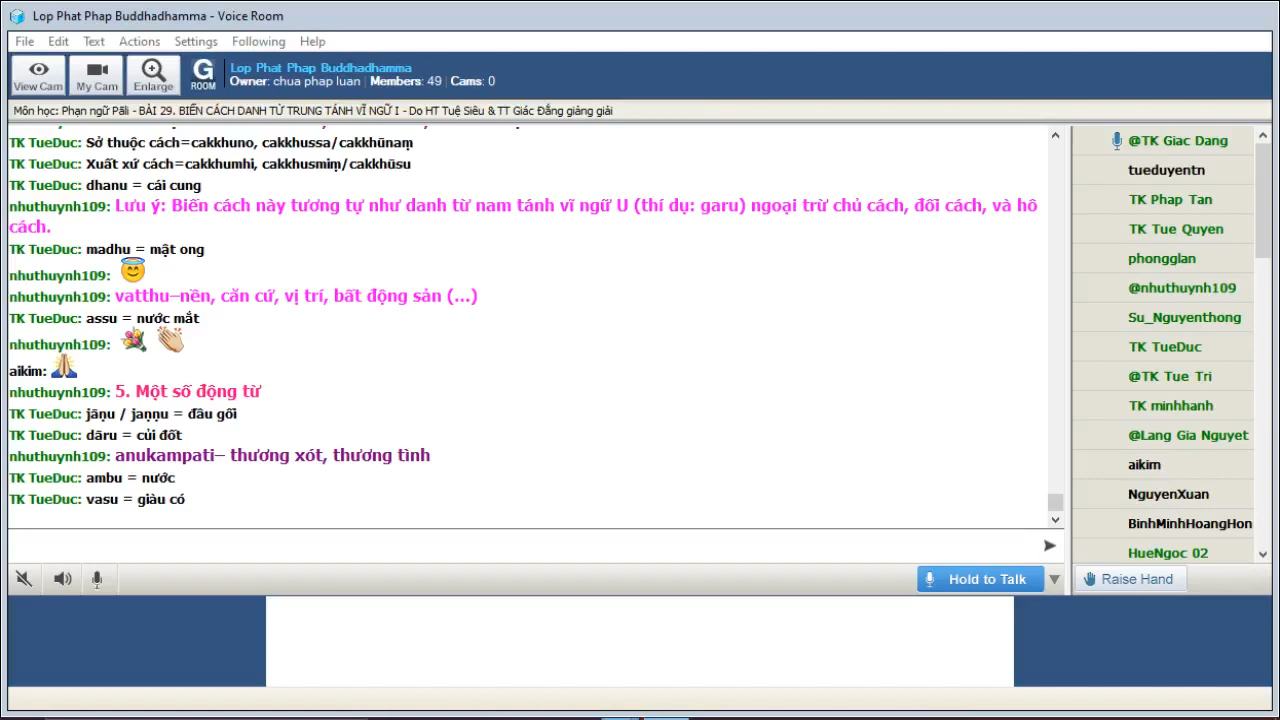 Lop Phat Phap Buddhadhamma - Voice Room
File Edit Text Actions Settings Following Help
View Cam My Cam Enlarge G ROOM
Lop Phat Phap Buddhadhamma
Owner: chua phap luan | Members: 49 | Cams: 0
Môn học: Phạn ngữ Pāli - BÀI 29. BIẾN CÁCH DANH TỪ TRUNG TÁNH VĨ NGỮ I - Do HT Tuệ Siêu & TT Giác Đẳng giảng giải
TK TueDuc: Sở thuộc cách=cakkhuno, cakkhussa/cakkhūnaṃ
TK TueDuc: Xuất xứ cách=cakkhumhi, cakkhusmiṃ/cakkhūsu
TK TueDuc: dhanu = cái cung
nhuthuynh109: Lưu ý: Biến cách này tương tự như danh từ nam tánh vĩ ngữ U (thí dụ: garu) ngoại trừ chủ cách, đối cách, và hô
cách.
TK TueDuc: madhu = mật ong
nhuthuynh109:
nhuthuynh109: vatthu–nền, căn cứ, vị trí, bất động sản (...)
TK TueDuc: assu = nước mắt
nhuthuynh109:
aikim:
nhuthuynh109: 5. Một số động từ
TK TueDuc: jāṇu / jaṇṇu = đầu gối
TK TueDuc: dāru = củi đốt
nhuthuynh109: anukampati– thương xót, thương tình
TK TueDuc: ambu = nước
TK TueDuc: vasu = giàu có
@TK Giac Dang
tueduyentn
TK Phap Tan
TK Tue Quyen
phongglan
@nhuthuynh109
Su_Nguyenthong
TK TueDuc
@TK Tue Tri
TK minhhanh
@Lang Gia Nguyet
aikim
NguyenXuan
BinhMinhHoangHon
HueNgoc 02
Hold to Talk
Raise Hand